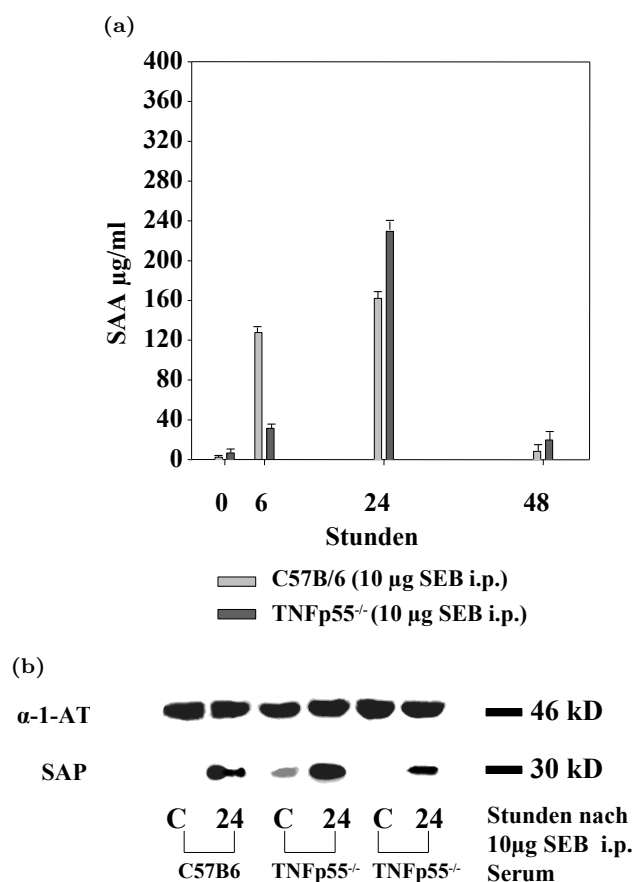 (a)
400
360
320
280
240
200
160
120
80
40
0
SAA µg/ml
0 6 24 48
Stunden
C57B/6 (10 µg SEB i.p.)
TNFp55-/- (10 µg SEB i.p.)
(b)
α-1-AT 46 kD
SAP 30 kD
C 24 C 24 C 24 Stunden nach
10µg SEB i.p.
C57B6 TNFp55-/- TNFp55-/- Serum